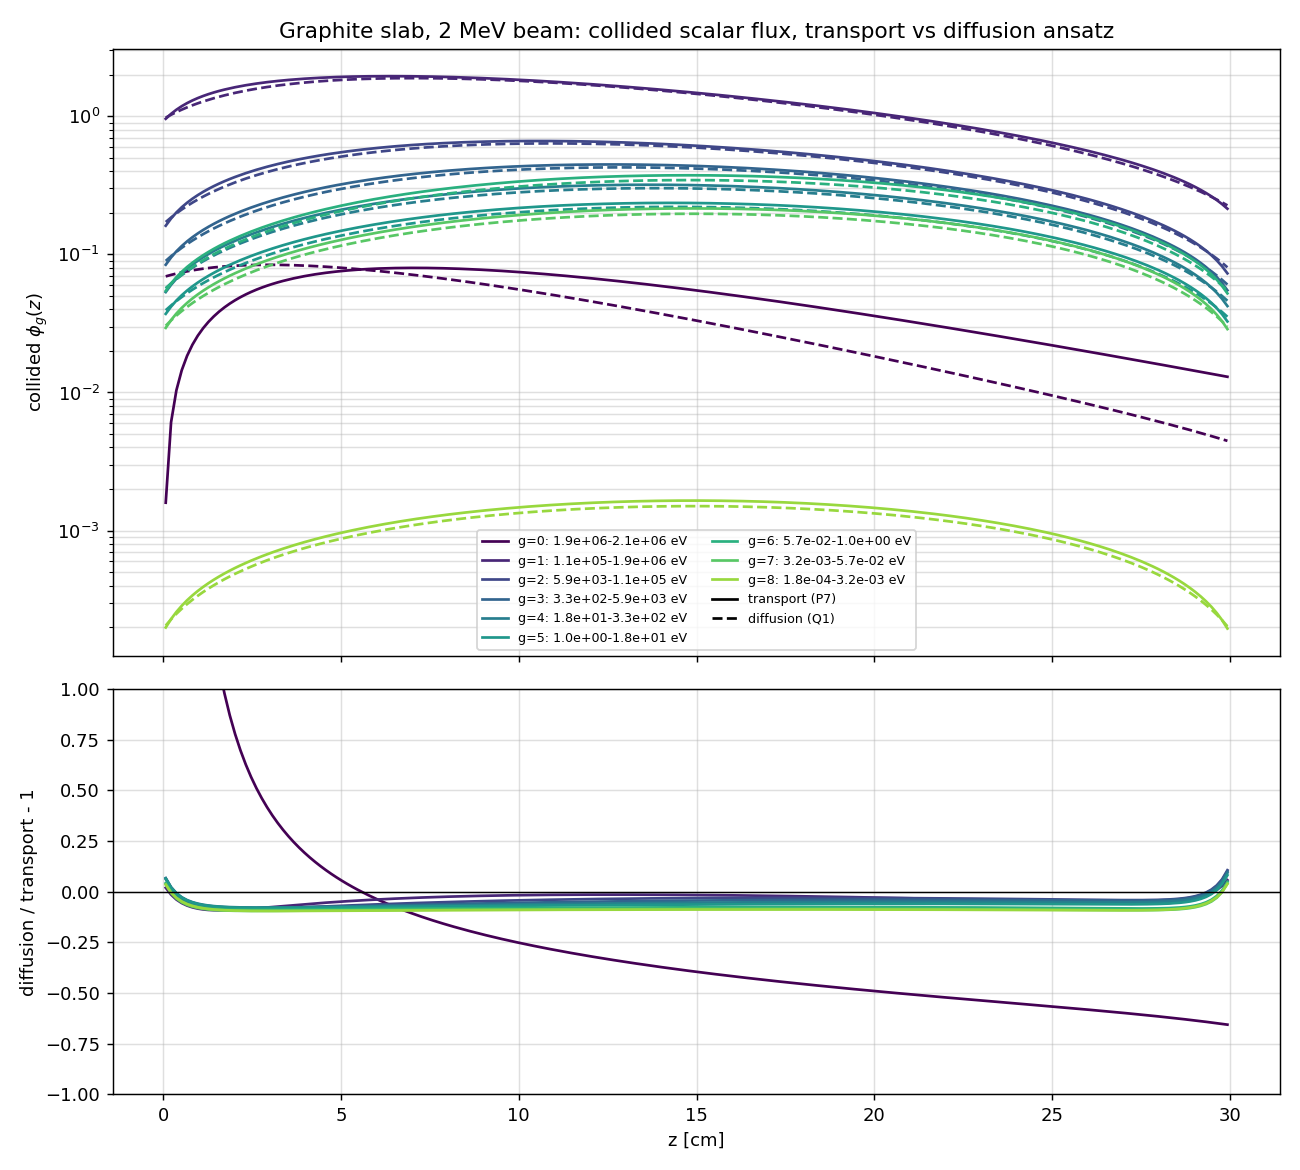 Graphite slab, 2 MeV beam: collided scalar flux, transport vs diffusion ansatz
collided ϕ_g(z)
10⁰
10⁻¹
10⁻²
10⁻³
g=0: 1.9e+06-2.1e+06 eV
g=1: 1.1e+05-1.9e+06 eV
g=2: 5.9e+03-1.1e+05 eV
g=3: 3.3e+02-5.9e+03 eV
g=4: 1.8e+01-3.3e+02 eV
g=5: 1.0e+00-1.8e+01 eV
g=6: 5.7e-02-1.0e+00 eV
g=7: 3.2e-03-5.7e-02 eV
g=8: 1.8e-04-3.2e-03 eV
transport (P7)
diffusion (Q1)
diffusion / transport - 1
1.00
0.75
0.50
0.25
0.00
−0.25
−0.50
−0.75
−1.00
0 5 10 15 20 25 30
z [cm]